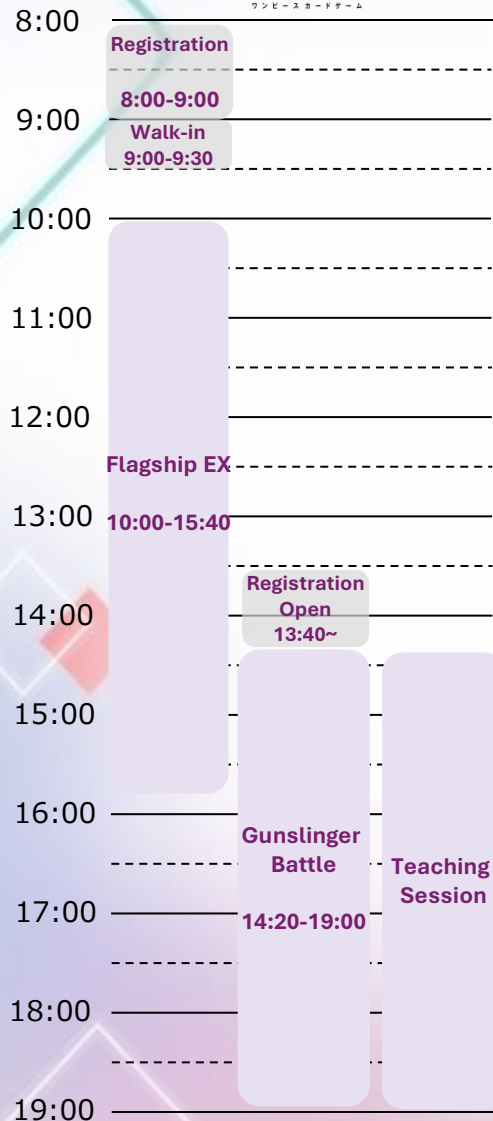 ワンピースカードゲーム
8:00
Registration
8:00-9:00
9:00
Walk-in
9:00-9:30
10:00
11:00
12:00
Flagship EX
13:00
10:00-15:40
Registration
Open
14:00
13:40~
15:00
16:00
Gunslinger
Battle
Teaching
Session
17:00
14:20-19:00
18:00
19:00